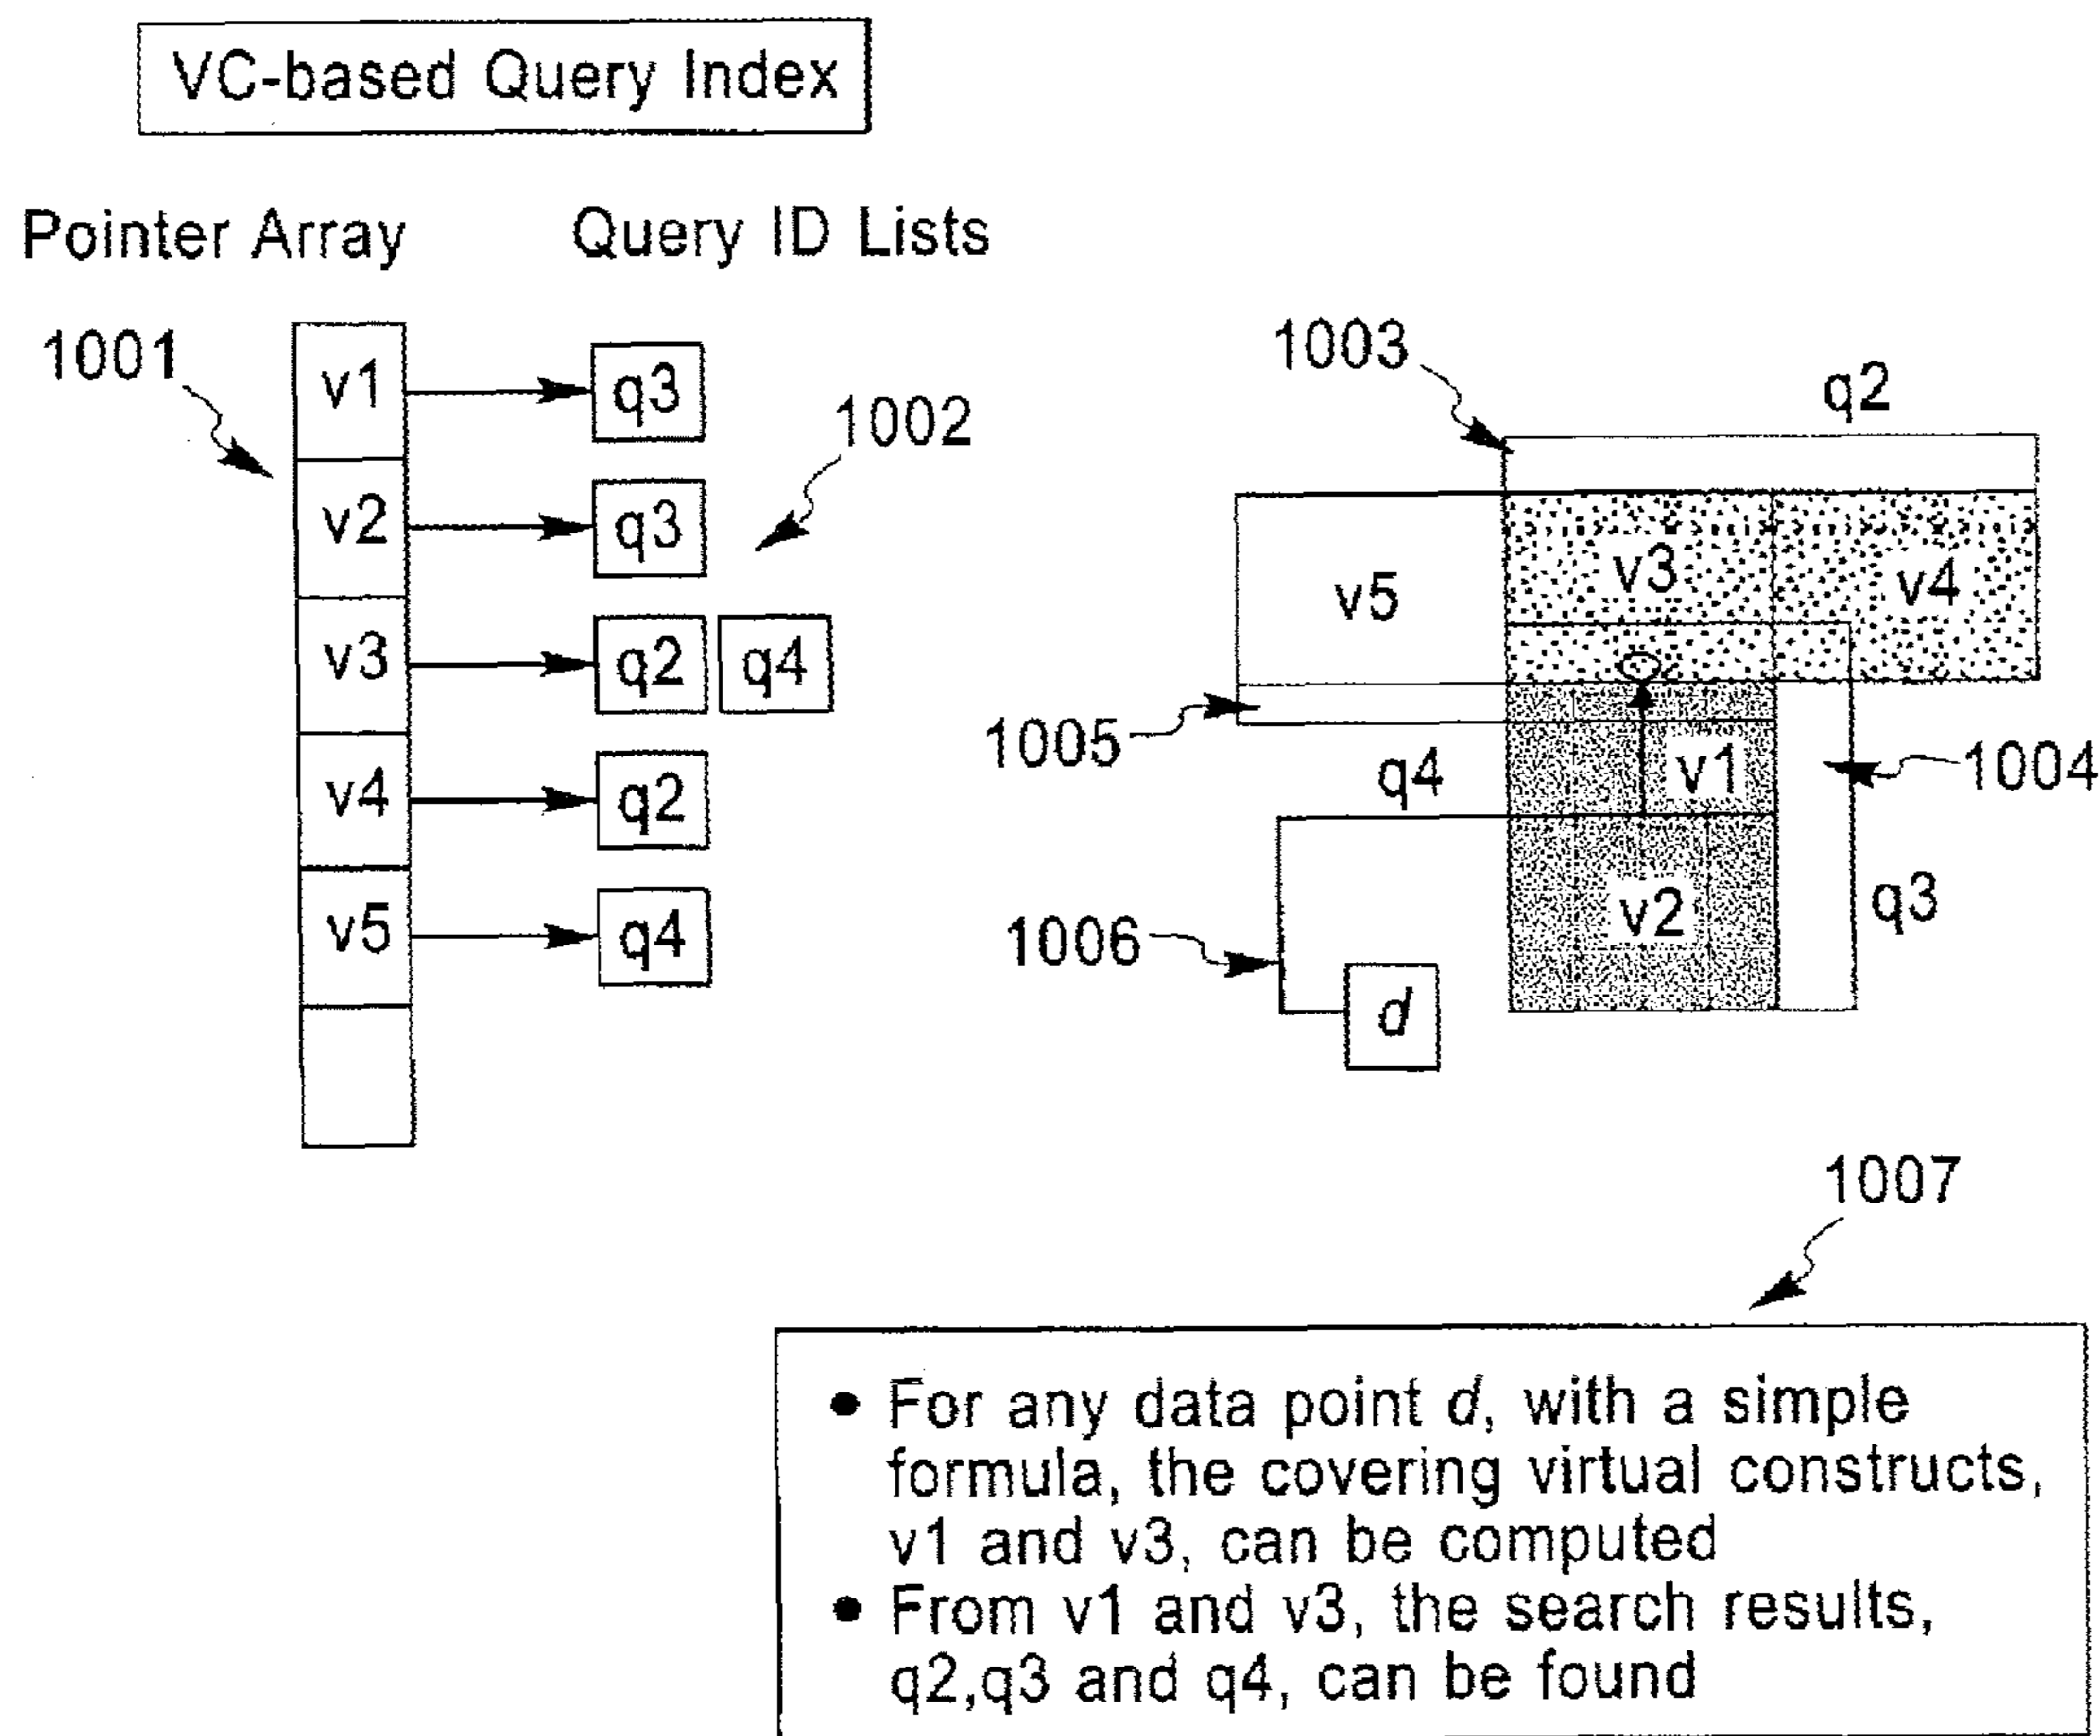 VC-based Query Index
Pointer Array
Query ID Lists
1001
v1
q3
1002
v2
q3
v3
q2 q4
v4
q2
v5
q4
1003
q2
v5
v3
v4
1005
q4
v1
1004
1006
v2
q3
d
1007
• For any data point d, with a simple
formula, the covering virtual constructs,
v1 and v3, can be computed
• From v1 and v3, the search results,
q2,q3 and q4, can be found